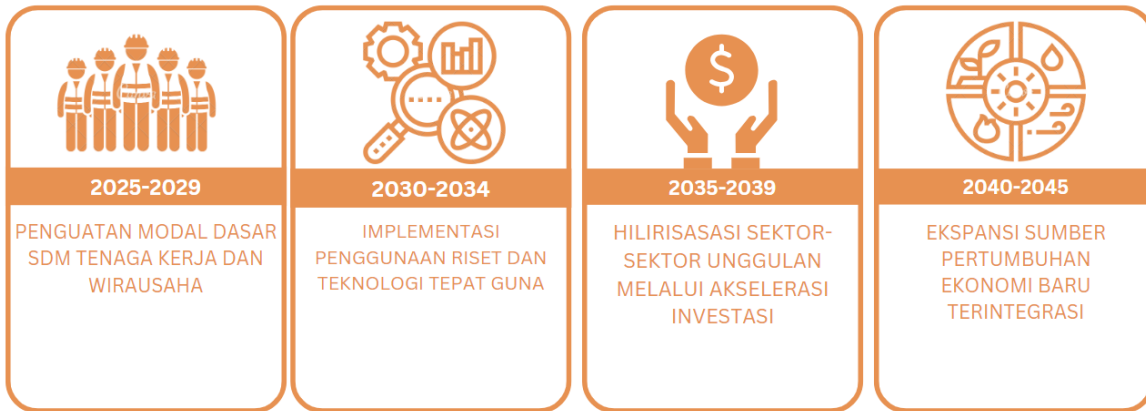 2025-2029
PENGUATAN MODAL DASAR
SDM TENAGA KERJA DAN
WIRAUSAHA
2030-2034
IMPLEMENTASI
PENGGUNAAN RISET DAN
TEKNOLOGI TEPAT GUNA
2035-2039
HILIRISASASI SEKTOR-
SEKTOR UNGGULAN
MELALUI AKSELERASI
INVESTASI
2040-2045
EKSPANSI SUMBER
PERTUMBUHAN
EKONOMI BARU
TERINTEGRASI